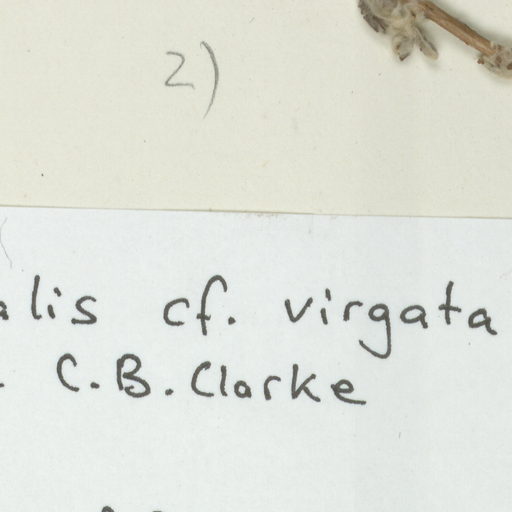 2)
alis cf. virgata
. C.B. Clarke